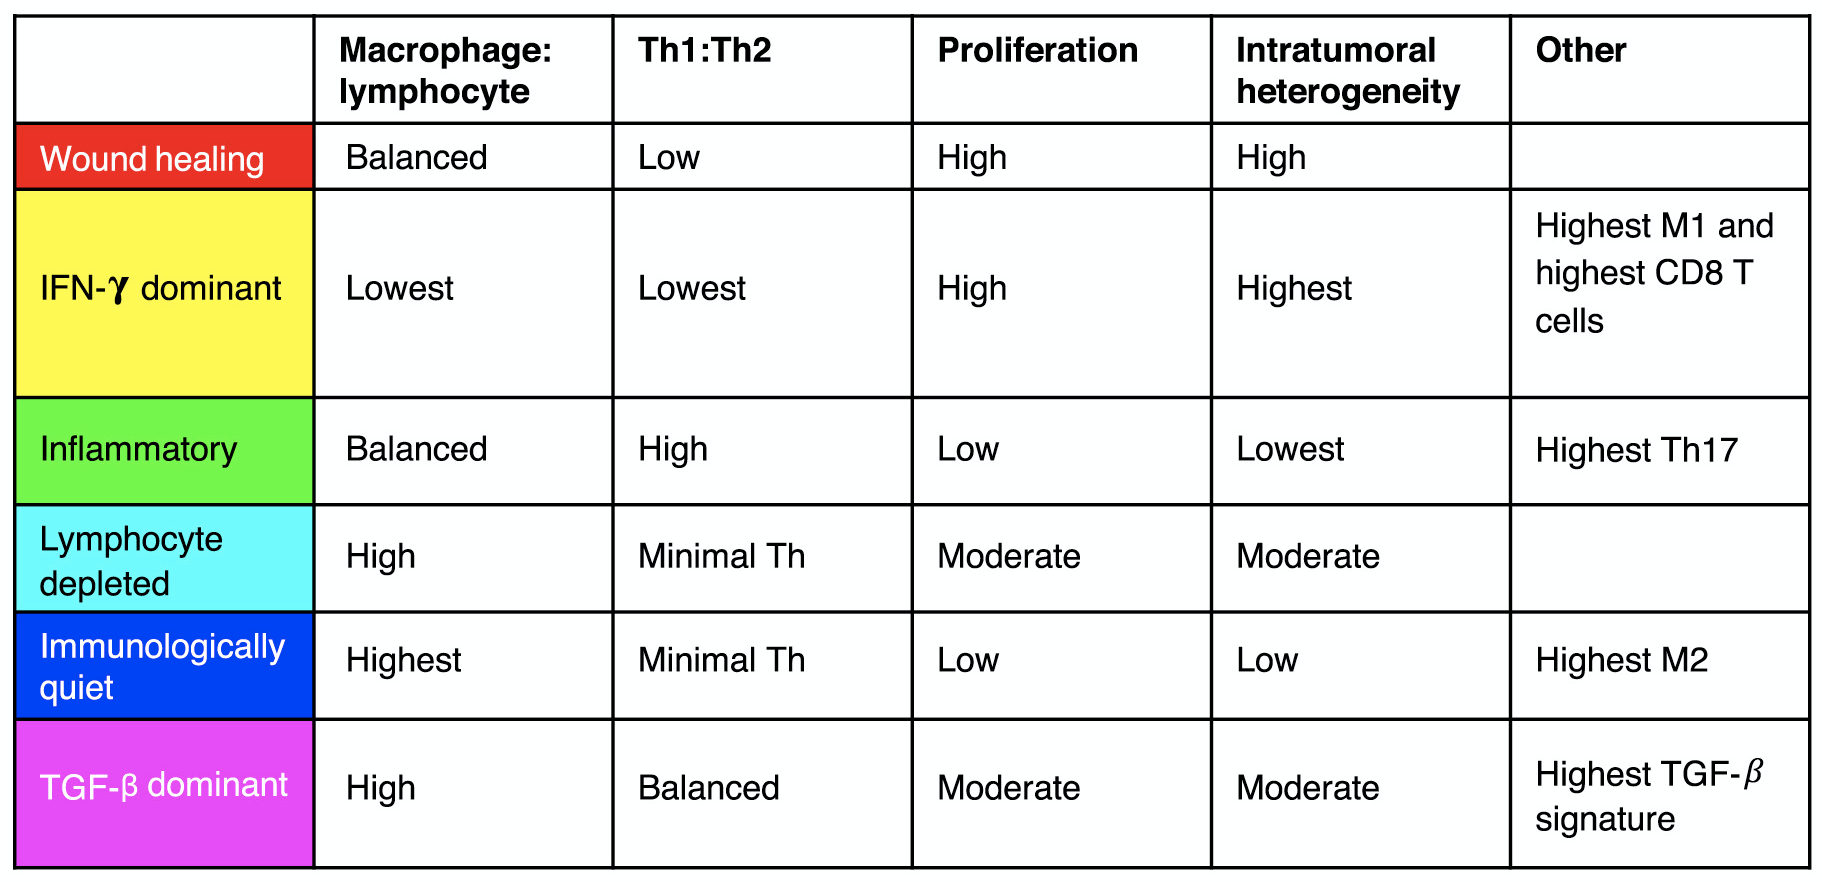 Macrophage: Th1:Th2 Proliferation Intratumoral Other
lymphocyte heterogeneity
Wound healing Balanced Low High High
IFN-γ dominant Lowest Lowest High Highest Highest M1 and
highest CD8 T
cells
Inflammatory Balanced High Low Lowest Highest Th17
Lymphocyte
depleted High Minimal Th Moderate Moderate
Immunologically
quiet Highest Minimal Th Low Low Highest M2
TGF-β dominant High Balanced Moderate Moderate Highest TGF-β
signature